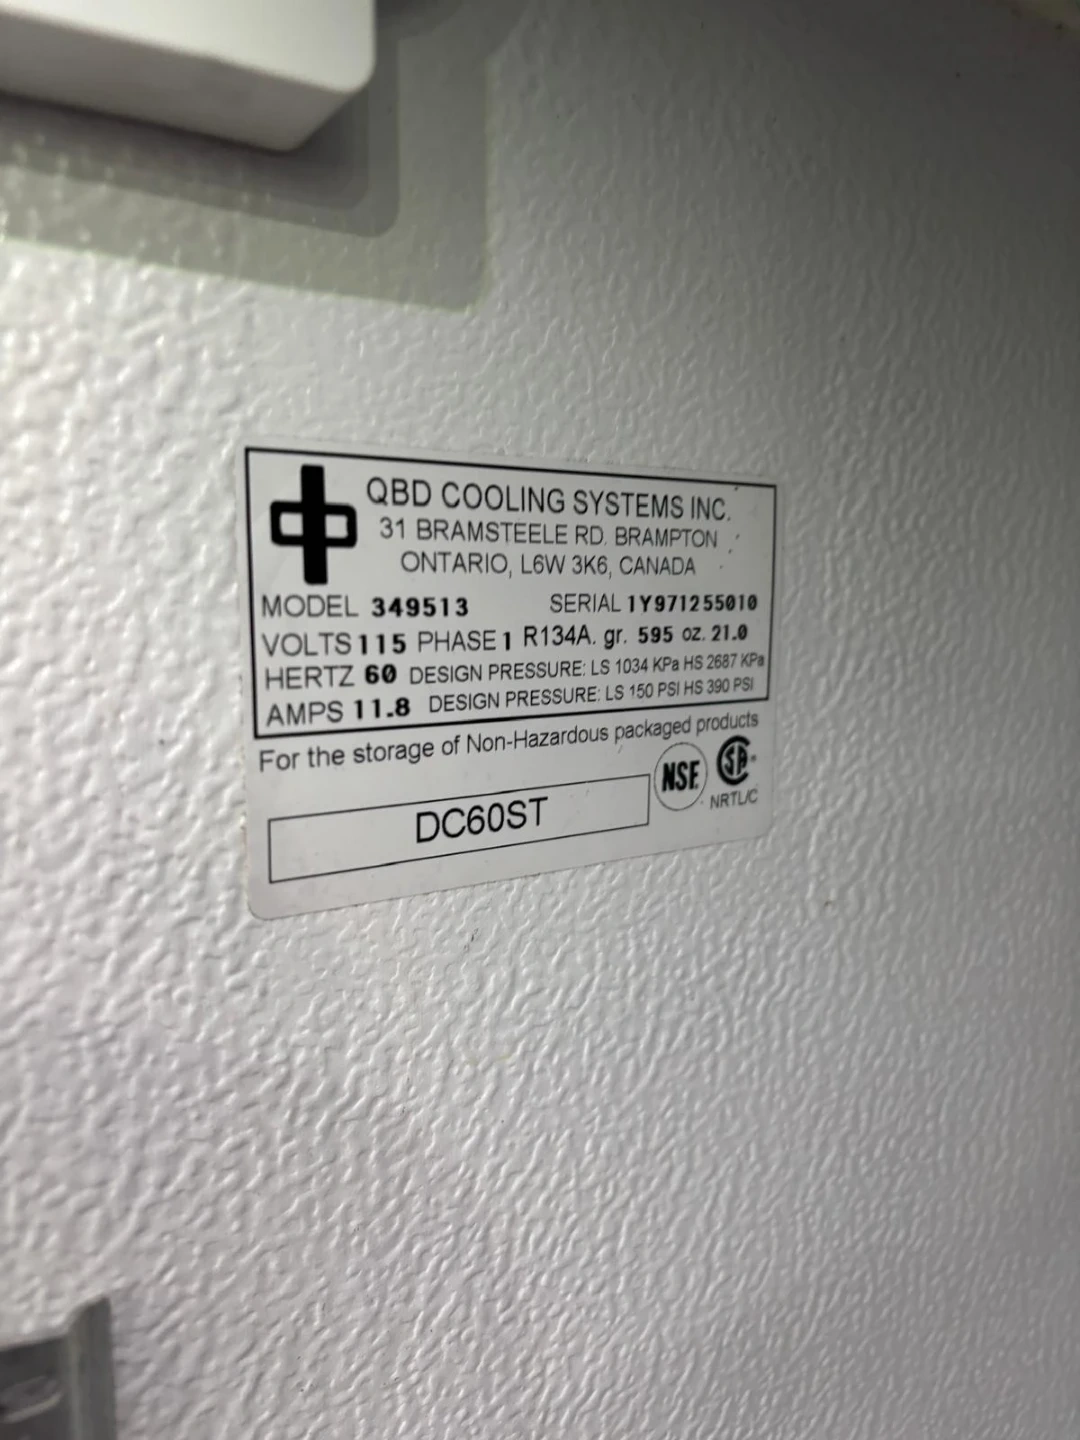 QBD COOLING SYSTEMS INC.
31 BRAMSTEELE RD. BRAMPTON
ONTARIO, L6W 3K6, CANADA
MODEL 349513 SERIAL 1Y971255010
VOLTS 115 PHASE 1 R134A. gr. 595 oz. 21.0
HERTZ 60 DESIGN PRESSURE: LS 1034 KPa HS 2687 KPa
AMPS 11.8 DESIGN PRESSURE: LS 150 PSI HS 390 PSI
For the storage of Non-Hazardous packaged products
NSF SA
NRTL/C
DC60ST